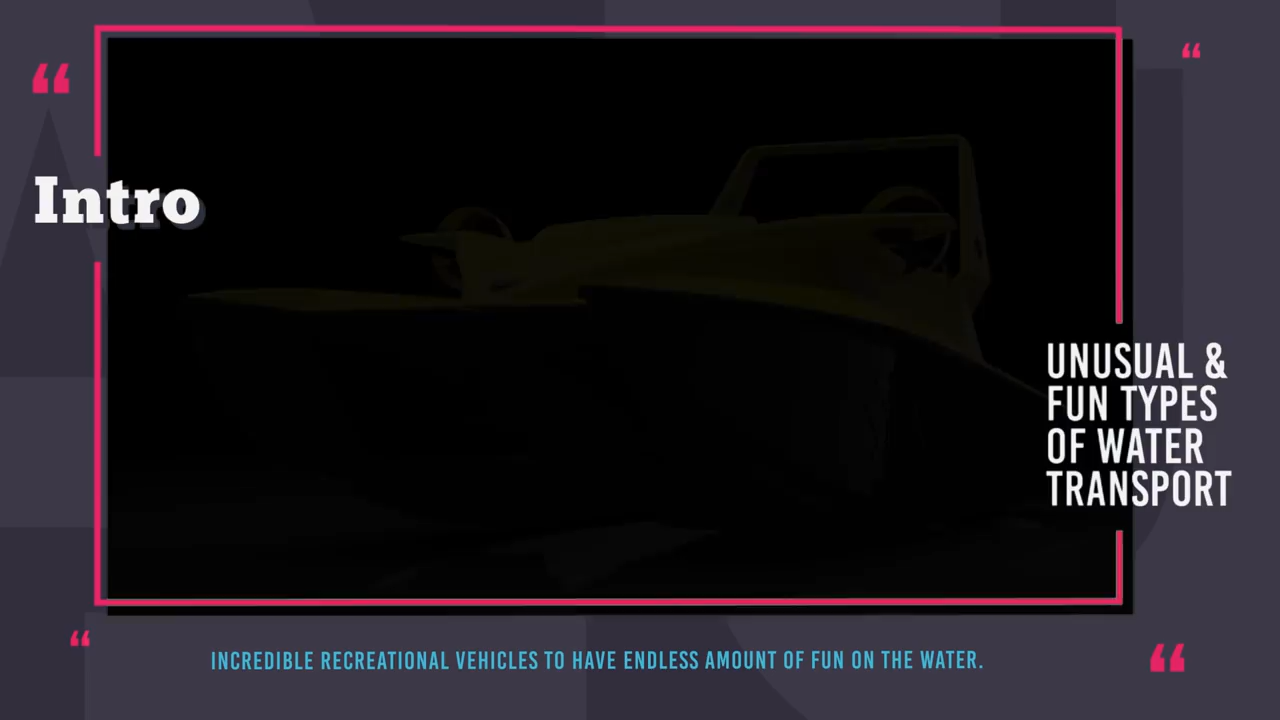 Intro
UNUSUAL &
FUN TYPES
OF WATER
TRANSPORT
INCREDIBLE RECREATIONAL VEHICLES TO HAVE ENDLESS AMOUNT OF FUN ON THE WATER.